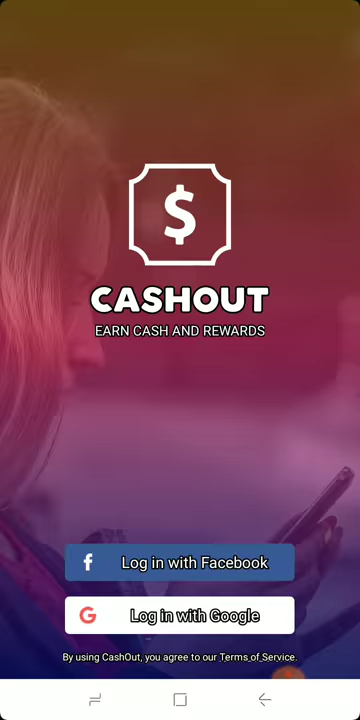 $
CASHOUT
EARN CASH AND REWARDS
f Log in with Facebook
G Log in with Google
By using CashOut, you agree to our Terms of Service.